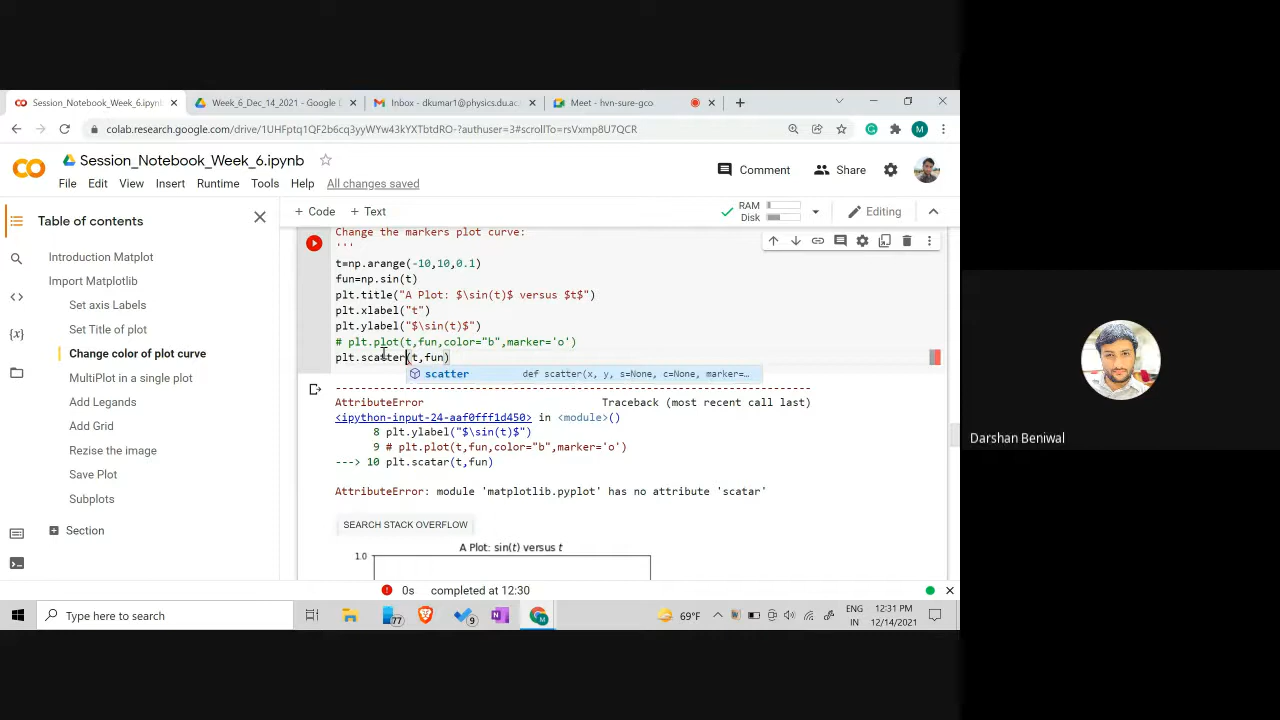 Session_Notebook_Week_6.ipynb
Week_6_Dec_14_2021 - Google D
Inbox - dkumar1@physics.du.ac.
Meet - hvn-sure-gco
colab.research.google.com/drive/1UHFptq1QF2b6cq3yyWYw43kYXTbtdRO-?authuser=3#scrollTo=rsVxmp8U7QCR
M
Session_Notebook_Week_6.ipynb
Comment
Share
File Edit View Insert Runtime Tools Help All changes saved
Table of contents
+ Code + Text
RAM
Disk
Editing
Introduction Matplot
Import Matplotlib
Set axis Labels
Set Title of plot
Change color of plot curve
MultiPlot in a single plot
Add Legands
Add Grid
Rezise the image
Save Plot
Subplots
Section
Change the markers plot curve:
'''
t=np.arange(-10,10,0.1)
fun=np.sin(t)
plt.title("A Plot: $\sin(t)$ versus $t$")
plt.xlabel("t")
plt.ylabel("$\sin(t)$")
# plt.plot(t,fun,color="b",marker='o')
plt.scatter(t,fun)
scatter def scatter(x, y, s=None, c=None, marker=…
---------------------------------------------------------------------------
AttributeError Traceback (most recent call last)
<ipython-input-24-aaf0fff1d450> in <module>()
8 plt.ylabel("$\sin(t)$")
9 # plt.plot(t,fun,color="b",marker='o')
---> 10 plt.scatar(t,fun)
AttributeError: module 'matplotlib.pyplot' has no attribute 'scatar'
SEARCH STACK OVERFLOW
A Plot: sin(t) versus t
1.0
0s completed at 12:30
Type here to search
77
9
69°F
ENG
IN
12:31 PM
12/14/2021
Darshan Beniwal